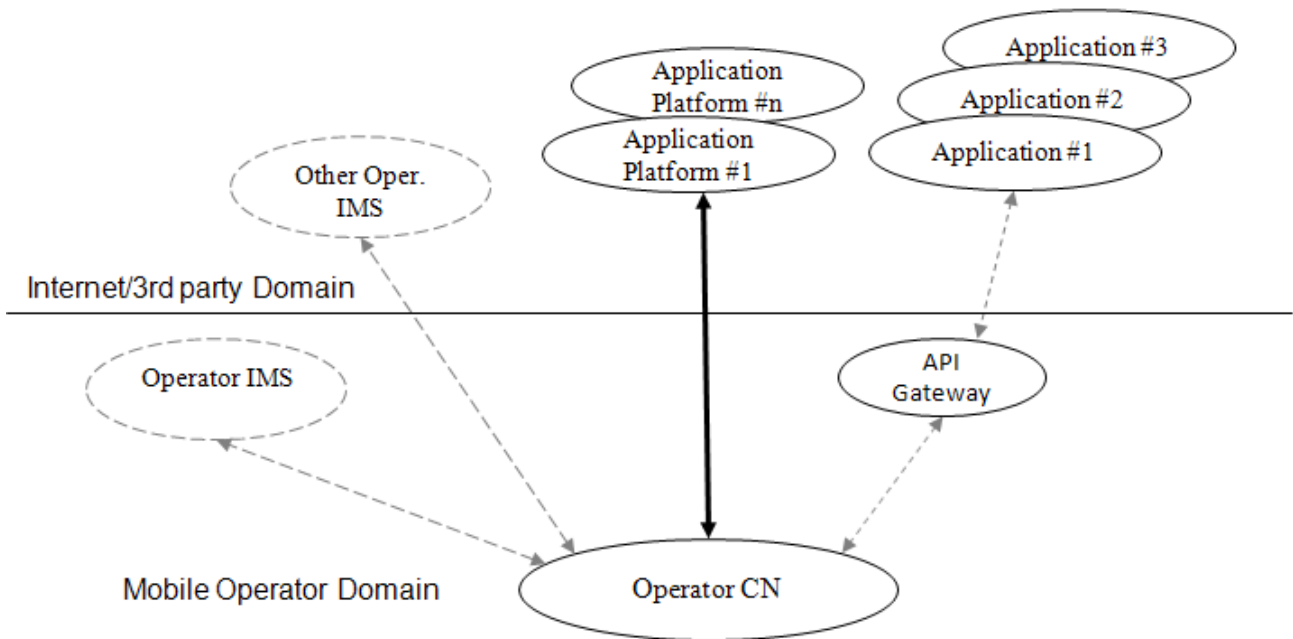 Application #3
Application
Platform #n
Application #2
Application
Platform #1
Application #1
Other Oper.
IMS
Internet/3rd party Domain
Operator IMS
API
Gateway
Mobile Operator Domain
Operator CN